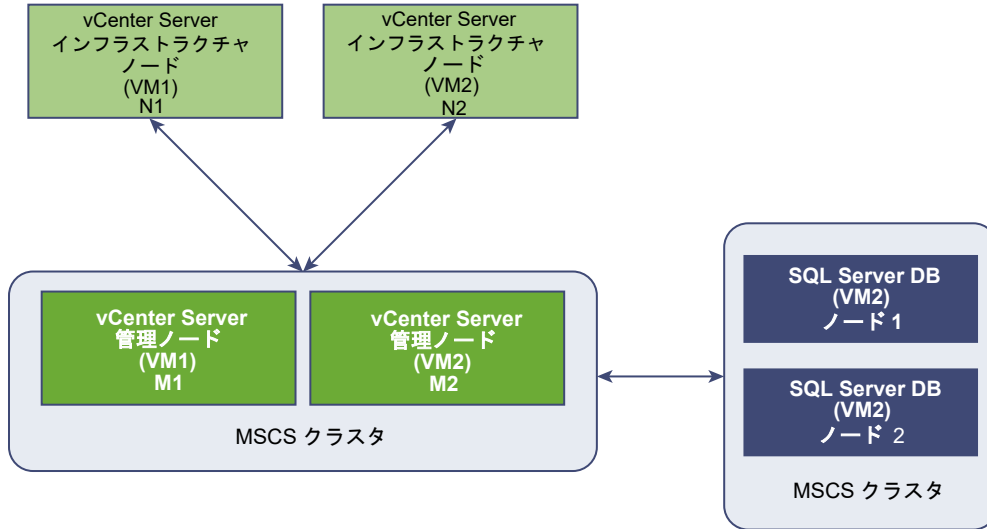 vCenter Server
インフラストラクチャ
ノード
(VM1)
N1
vCenter Server
インフラストラクチャ
ノード
(VM2)
N2
vCenter Server
管理ノード
(VM1)
M1
vCenter Server
管理ノード
(VM2)
M2
MSCS クラスタ
SQL Server DB
(VM2)
ノード 1
SQL Server DB
(VM2)
ノード 2
MSCS クラスタ